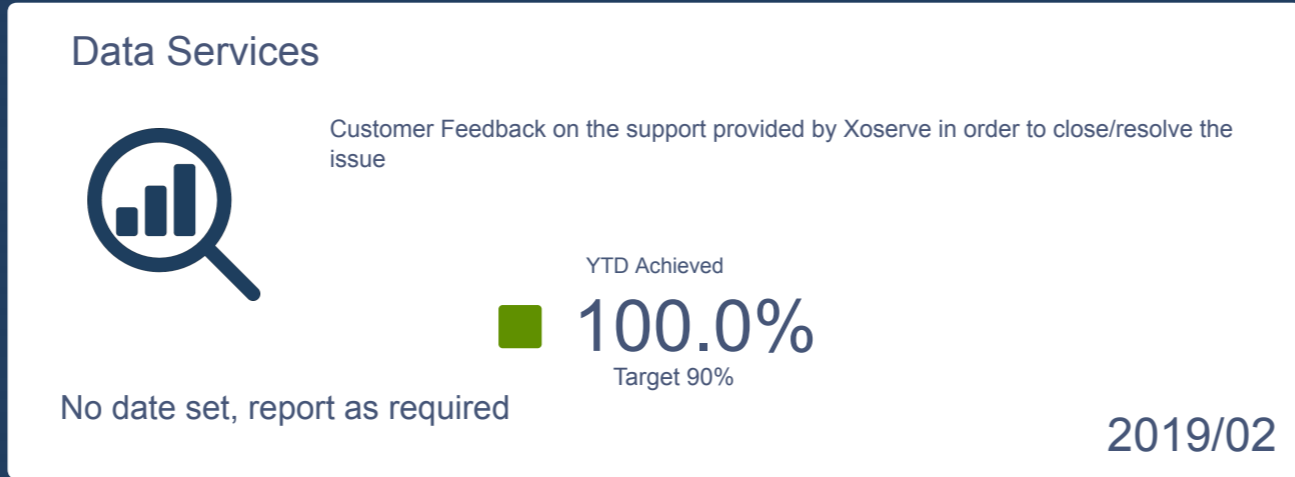 Data Services
Customer Feedback on the support provided by Xoserve in order to close/resolve the
issue
YTD Achieved
100.0%
Target 90%
No date set, report as required
2019/02